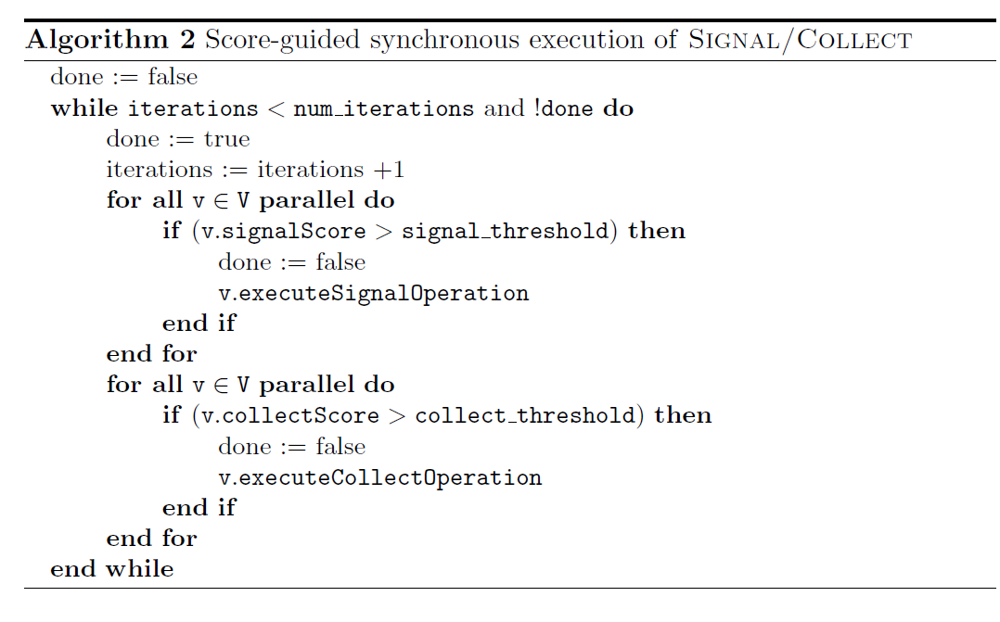 Algorithm 2 Score-guided synchronous execution of SIGNAL/COLLECT
done := false
while iterations < num_iterations and !done do
done := true
iterations := iterations +1
for all v ∈ V parallel do
if (v.signalScore > signal_threshold) then
done := false
v.executeSignalOperation
end if
end for
for all v ∈ V parallel do
if (v.collectScore > collect_threshold) then
done := false
v.executeCollectOperation
end if
end for
end while